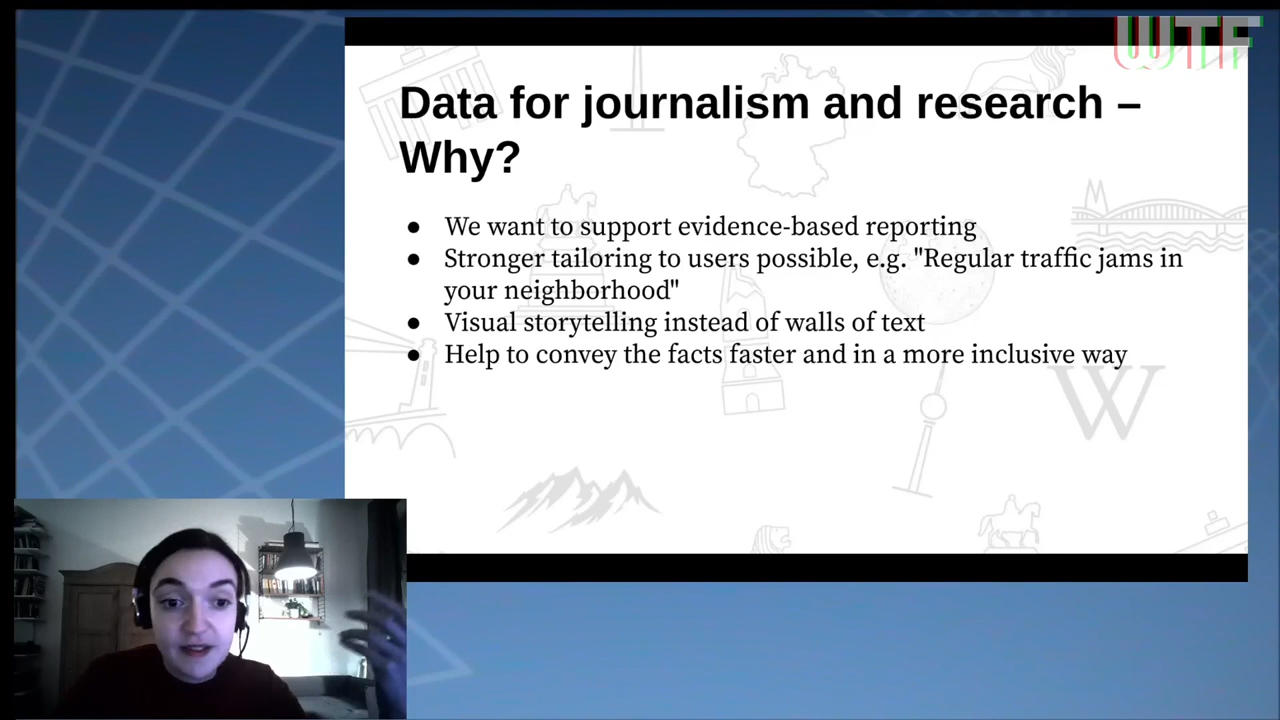 WTF
Data for journalism and research –
Why?
● We want to support evidence-based reporting
● Stronger tailoring to users possible, e.g. "Regular traffic jams in
your neighborhood"
● Visual storytelling instead of walls of text
● Help to convey the facts faster and in a more inclusive way
W